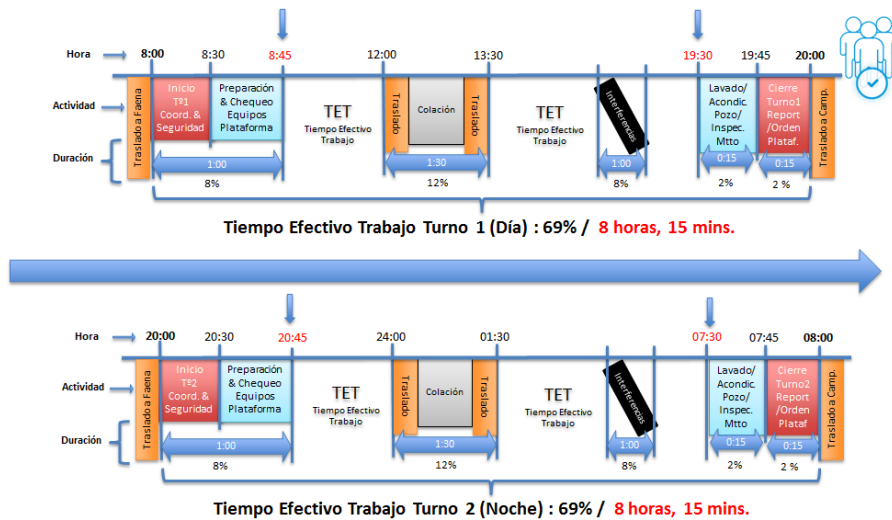 Hora
8:00
8:30
8:45
12:00
13:30
19:30
19:45
20:00
Actividad
Traslado a Faena
Inicio
Tº1
Coord. &
Seguridad
Preparación
& Chequeo
Equipos
Plataforma
TET
Tiempo Efectivo
Trabajo
Traslado
Colación
Traslado
TET
Tiempo Efectivo
Trabajo
Interferencias
Lavado/
Acondic.
Pozo/
Inspec.
Mtto
Cierre
Turno1
Report
/Orden
Plataf.
Traslado a Camp.
Duración
1:00
1:30
1:00
0:15
0:15
8%
12%
8%
2%
2 %
Tiempo Efectivo Trabajo Turno 1 (Día) : 69% / 8 horas, 15 mins.
Hora
20:00
20:30
20:45
24:00
01:30
07:30
07:45
08:00
Actividad
Traslado a Faena
Inicio
Tº2
Coord. &
Seguridad
Preparación
& Chequeo
Equipos
Plataforma
TET
Tiempo Efectivo
Trabajo
Traslado
Colación
Traslado
TET
Tiempo Efectivo
Trabajo
Interferencias
Lavado/
Acondic.
Pozo/
Inspec.
Mtto
Cierre
Turno2
Report
/Orden
Plataf
Traslado a Camp.
Duración
1:00
1:30
1:00
0:15
0:15
8%
12%
8%
2%
2 %
Tiempo Efectivo Trabajo Turno 2 (Noche) : 69% / 8 horas, 15 mins.